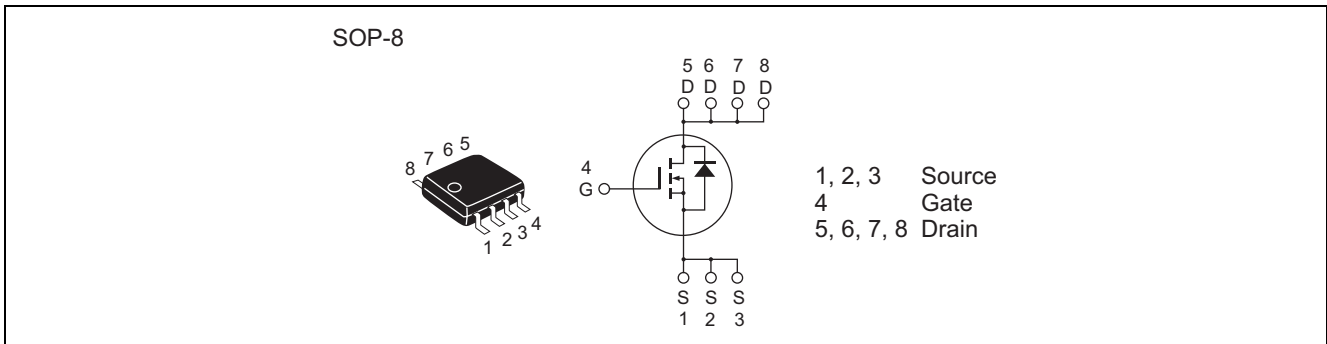 SOP-8
5 6 7 8
D D D D
8 7 6 5
1 2 3 4
4
G
S S S
1 2 3
1, 2, 3 Source
4 Gate
5, 6, 7, 8 Drain